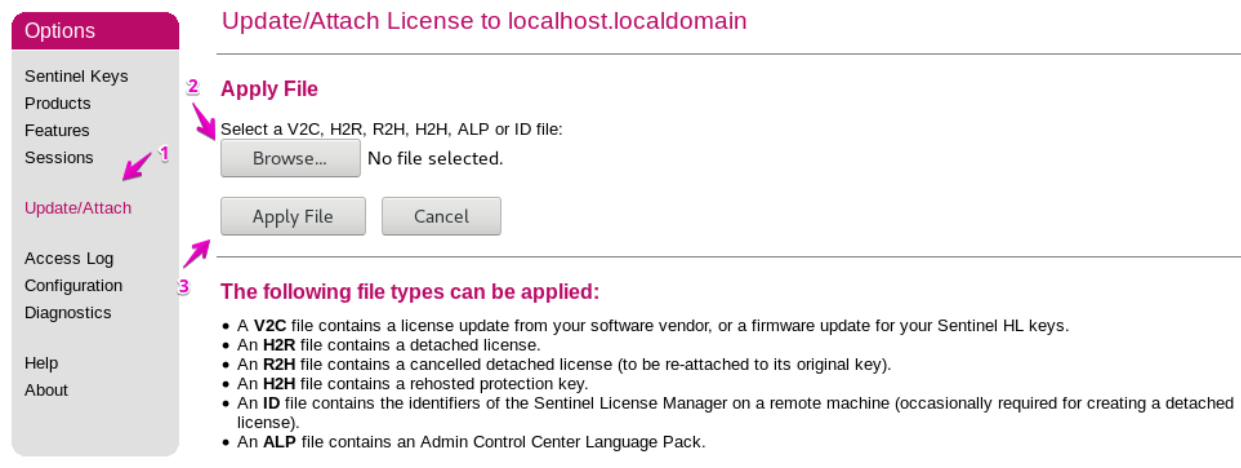 Options
Sentinel Keys
Products
Features
Sessions
1
Update/Attach
Access Log
Configuration
Diagnostics
Help
About
Update/Attach License to localhost.localdomain
2
Apply File
Select a V2C, H2R, R2H, H2H, ALP or ID file:
Browse... No file selected.
Apply File Cancel
3
The following file types can be applied:
• A V2C file contains a license update from your software vendor, or a firmware update for your Sentinel HL keys.
• An H2R file contains a detached license.
• An R2H file contains a cancelled detached license (to be re-attached to its original key).
• An H2H file contains a rehosted protection key.
• An ID file contains the identifiers of the Sentinel License Manager on a remote machine (occasionally required for creating a detached
license).
• An ALP file contains an Admin Control Center Language Pack.